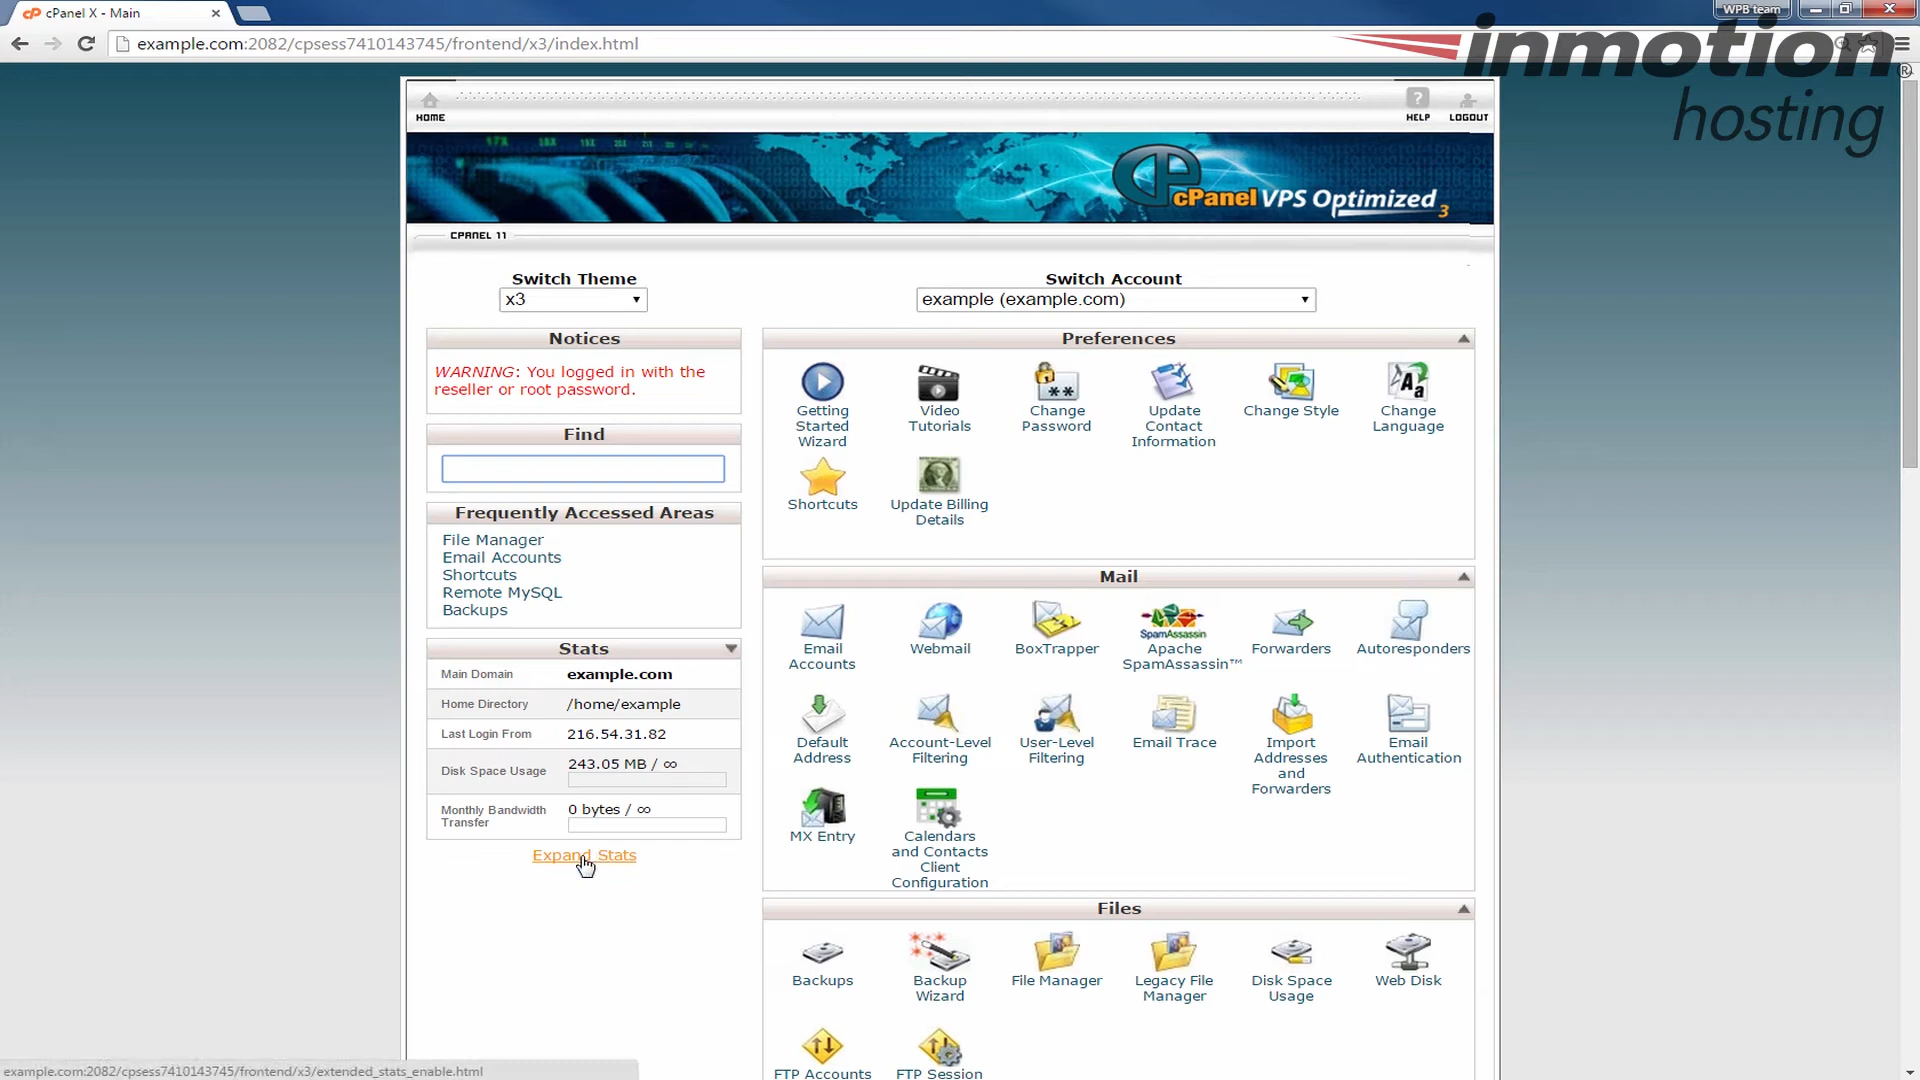 cPanel X - Main
WPB team
example.com:2082/cpsess7410143745/frontend/x3/index.html
inmotion
®
hosting
HOME
HELP
LOGOUT
cPanel VPS Optimized 3
CPANEL 11
Switch Theme
x3
Switch Account
example (example.com)
Notices
WARNING: You logged in with the
reseller or root password.
Find
Frequently Accessed Areas
File Manager
Email Accounts
Shortcuts
Remote MySQL
Backups
Stats
Main Domain example.com
Home Directory /home/example
Last Login From 216.54.31.82
Disk Space Usage 243.05 MB / ∞
Monthly Bandwidth
Transfer
0 bytes / ∞
Expand Stats
Preferences
Getting
Started
Wizard
Video
Tutorials
Change
Password
Update
Contact
Information
Change Style
Change
Language
Shortcuts
Update Billing
Details
Mail
Email
Accounts
Webmail
BoxTrapper
SpamAssassin
Apache
SpamAssassin™
Forwarders
Autoresponders
Default
Address
Account-Level
Filtering
User-Level
Filtering
Email Trace
Import
Addresses
and
Forwarders
Email
Authentication
MX Entry
Calendars
and Contacts
Client
Configuration
Files
Backups
Backup
Wizard
File Manager
Legacy File
Manager
Disk Space
Usage
Web Disk
FTP Accounts
FTP Session
example.com:2082/cpsess7410143745/frontend/x3/extended_stats_enable.html